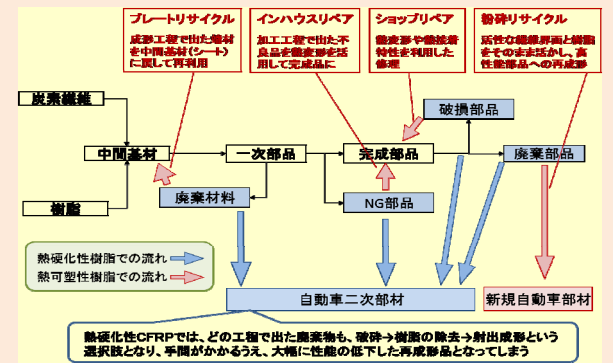 プレートリサイクル
成形工程で出た端材
を中間基材(シート)
に戻して再利用
インハウスリペア
加工工程で出た不
良品を熱変形を活
用して完成品に
ショップリペア
熱変形や熱接着
特性を利用した
修理
粉砕リサイクル
活性な繊維界面と樹脂
をそのまま活かし、高
性能部品への再成形
炭素繊維
破損部品
中間基材
一次部品
完成部品
廃棄部品
廃棄材料
NG部品
樹脂
熱硬化性樹脂での流れ
熱可塑性樹脂での流れ
自動車二次部材
新規自動車部材
熱硬化性CFRPでは、どの工程で出た廃棄物も、破砕→樹脂の除去→射出成形という
選択肢となり、手間がかかるうえ、大幅に性能の低下した再成形品となってしまう